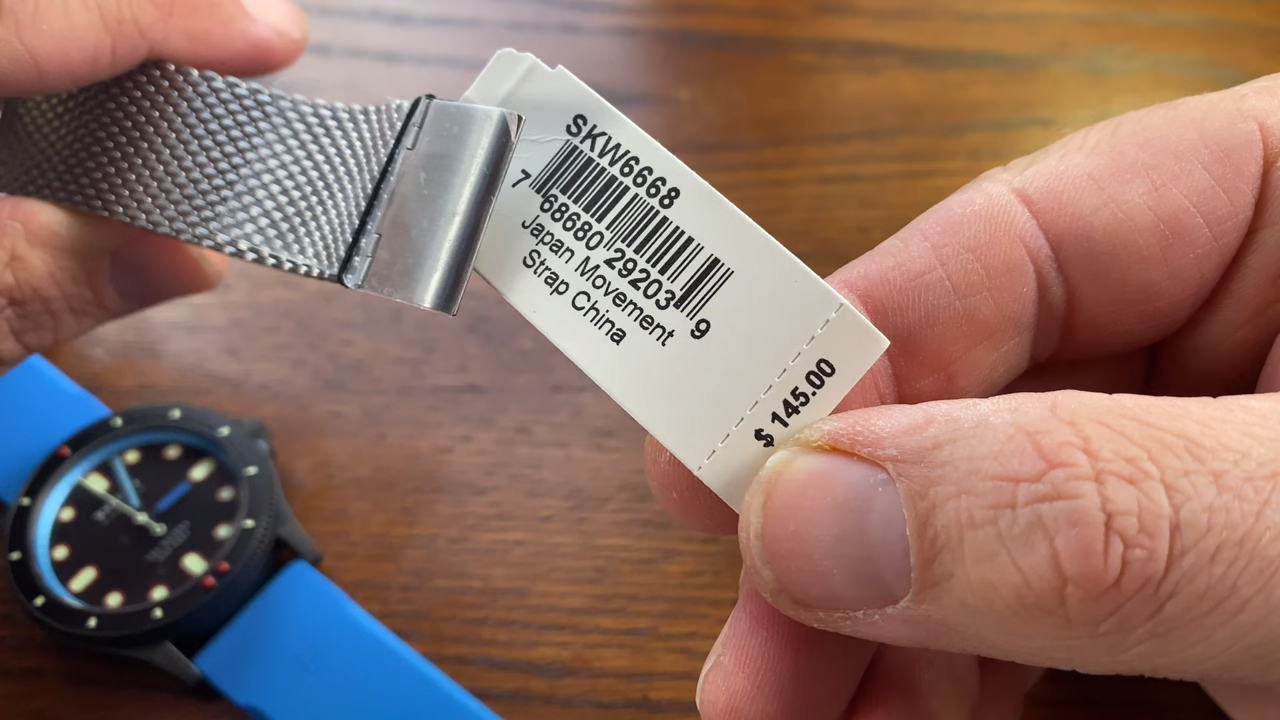 SKW6668
7 68680 29203 9
Japan Movement
Strap China
$ 145.00